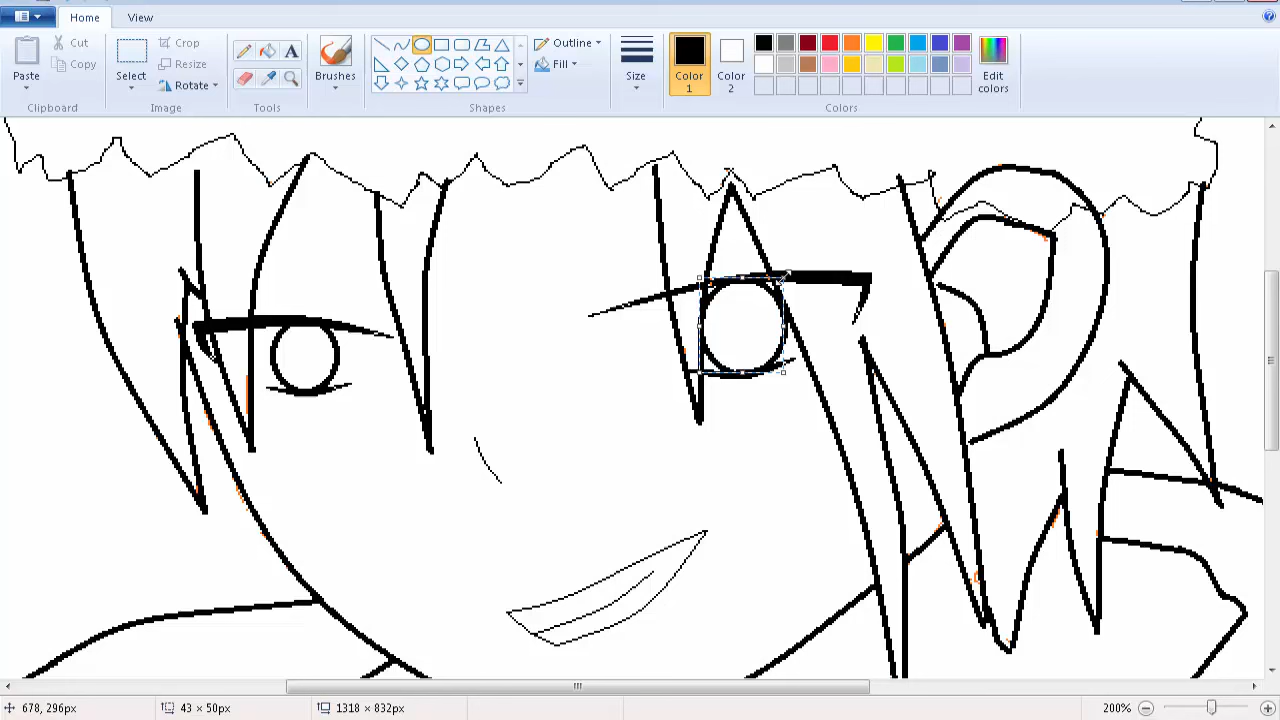 Home View
Paste
Cut
Copy
Clipboard
Select
Crop
Resize
Rotate
Image
A
Tools
Brushes
Outline
Fill
Shapes
Size
Color 1
Color 2
Edit colors
Colors
678, 296px
43 × 50px
1318 × 832px
200%